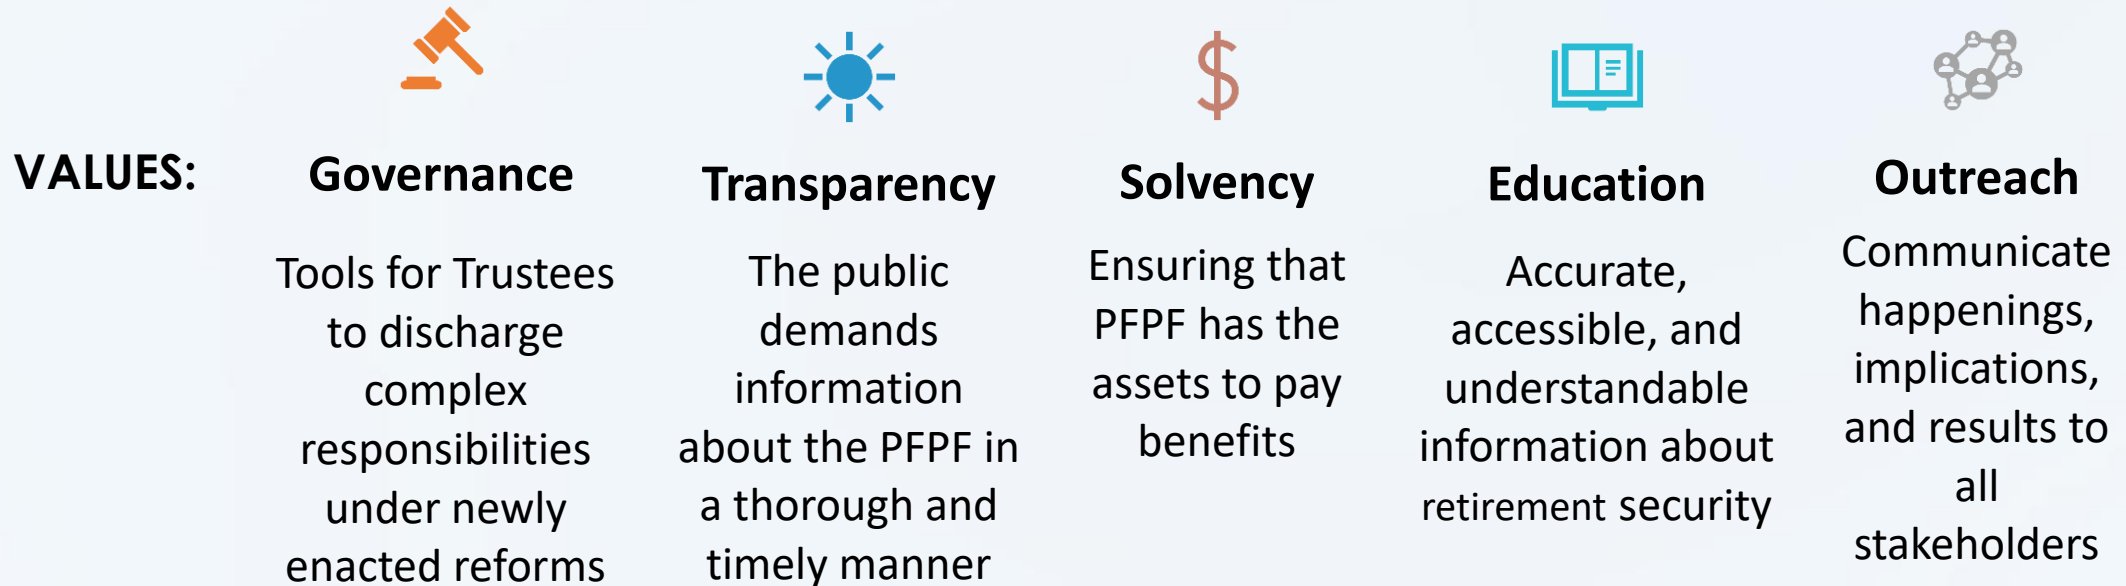 VALUES:
Governance
Tools for Trustees
to discharge
complex
responsibilities
under newly
enacted reforms
Transparency
The public
demands
information
about the PFPF in
a thorough and
timely manner
Solvency
Ensuring that
PFPF has the
assets to pay
benefits
Education
Accurate,
accessible, and
understandable
information about
retirement security
Outreach
Communicate
happenings,
implications,
and results to
all
stakeholders